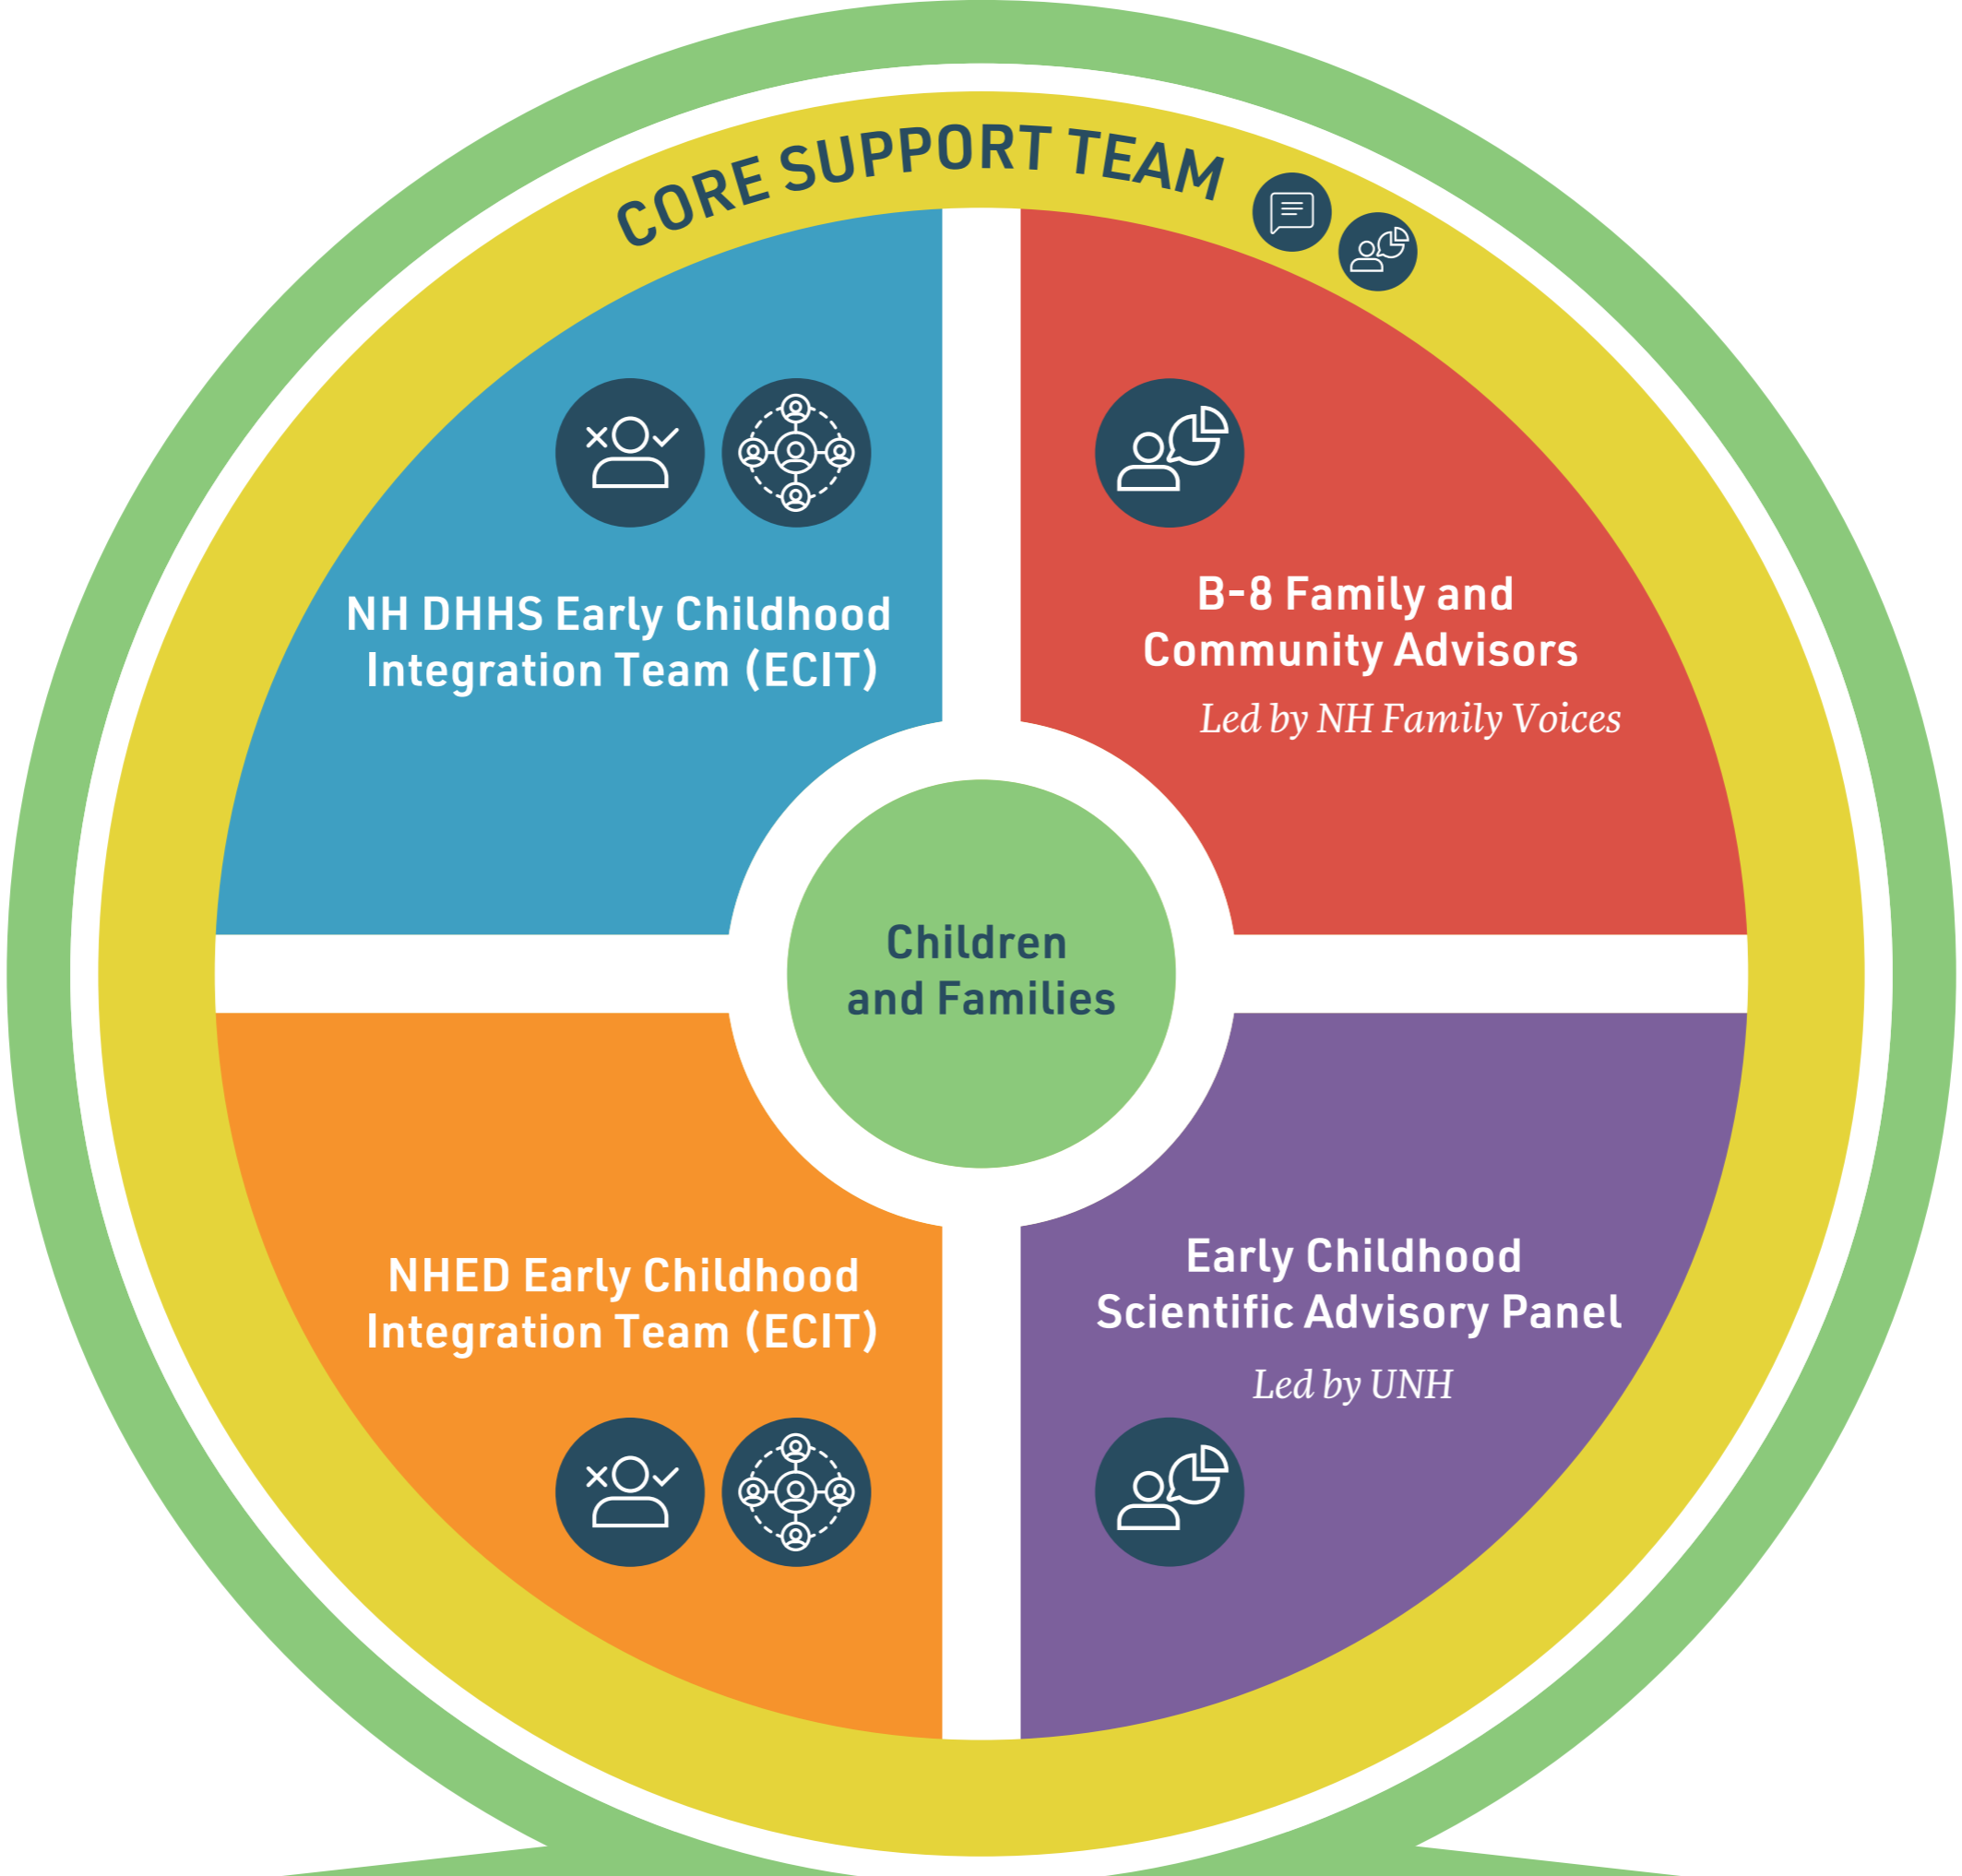 CORE SUPPORT TEAM
NH DHHS Early Childhood
Integration Team (ECIT)
B-8 Family and
Community Advisors
Led by NH Family Voices
Children
and Families
NHED Early Childhood
Integration Team (ECIT)
Early Childhood
Scientific Advisory Panel
Led by UNH